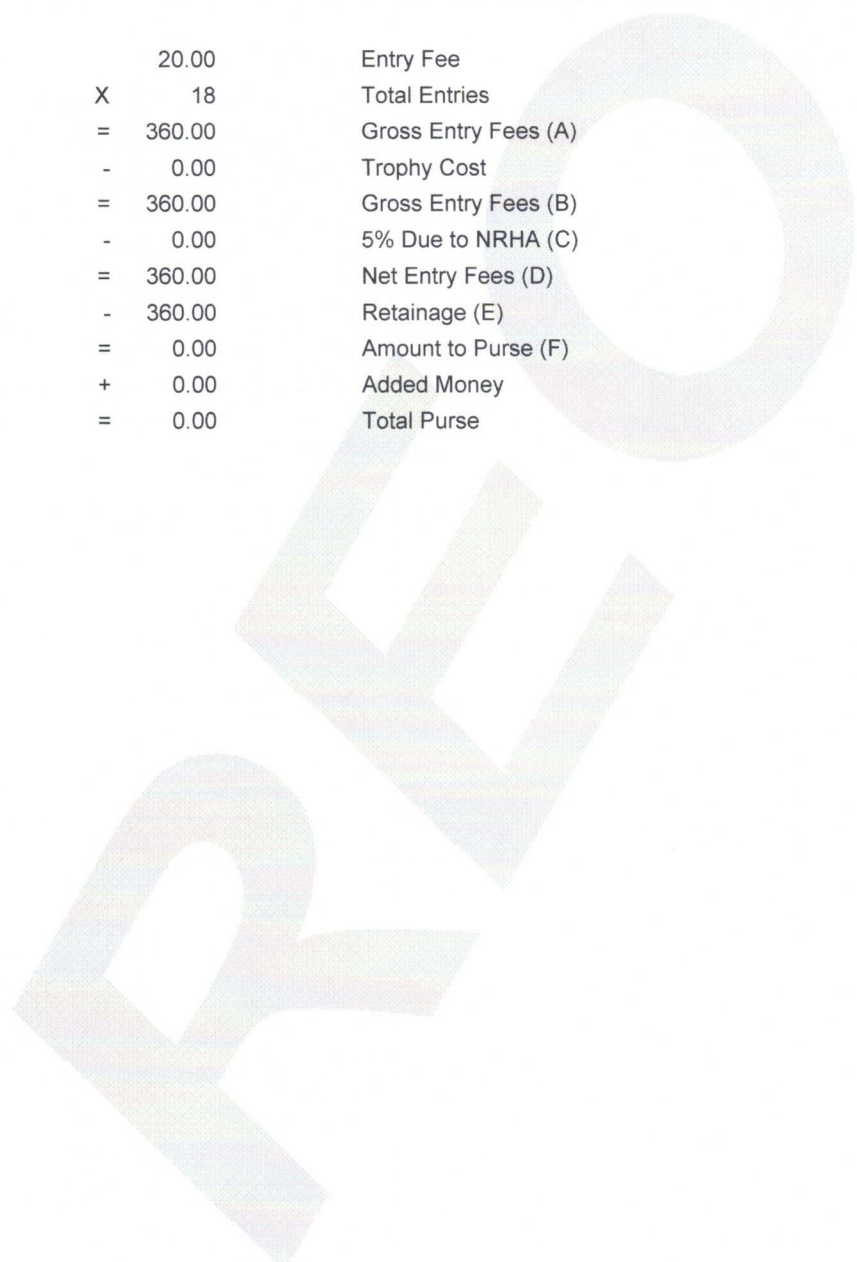 20.00 Entry Fee
X 18 Total Entries
= 360.00 Gross Entry Fees (A)
- 0.00 Trophy Cost
= 360.00 Gross Entry Fees (B)
- 0.00 5% Due to NRHA (C)
= 360.00 Net Entry Fees (D)
- 360.00 Retainage (E)
= 0.00 Amount to Purse (F)
+ 0.00 Added Money
= 0.00 Total Purse
REO